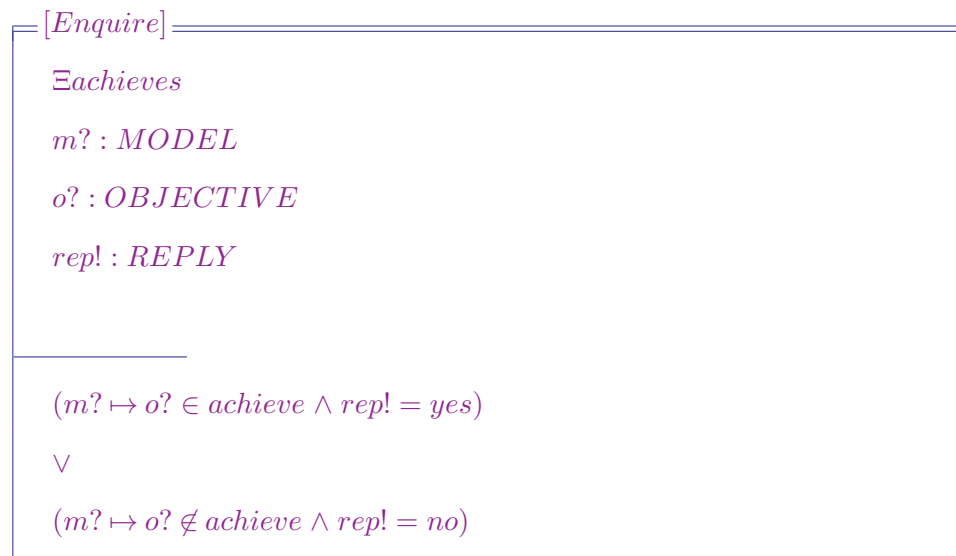 [Enquire]
Ξachieves
m? : MODEL
o? : OBJECTIVE
rep! : REPLY
(m? ↦ o? ∈ achieve ∧ rep! = yes)
∨
(m? ↦ o? ∉ achieve ∧ rep! = no)